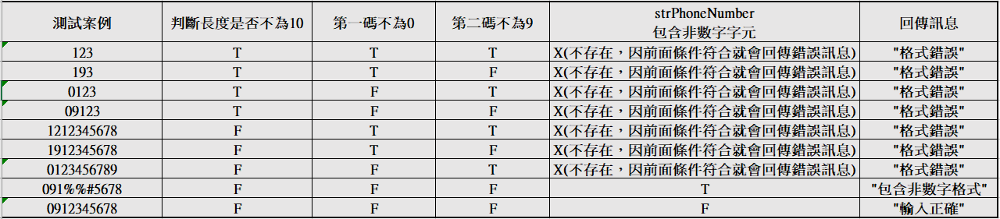 測試案例 判斷長度是否不為10 第一碼不為0 第二碼不為9 strPhoneNumber 包含非數字字元 回傳訊息
123 T T T X(不存在，因前面條件符合就會回傳錯誤訊息) "格式錯誤"
193 T T F X(不存在，因前面條件符合就會回傳錯誤訊息) "格式錯誤"
0123 T F T X(不存在，因前面條件符合就會回傳錯誤訊息) "格式錯誤"
09123 T F F X(不存在，因前面條件符合就會回傳錯誤訊息) "格式錯誤"
1212345678 F T T X(不存在，因前面條件符合就會回傳錯誤訊息) "格式錯誤"
1912345678 F T F X(不存在，因前面條件符合就會回傳錯誤訊息) "格式錯誤"
0123456789 F F T X(不存在，因前面條件符合就會回傳錯誤訊息) "格式錯誤"
091%%#5678 F F F T "包含非數字格式"
0912345678 F F F F "輸入正確"